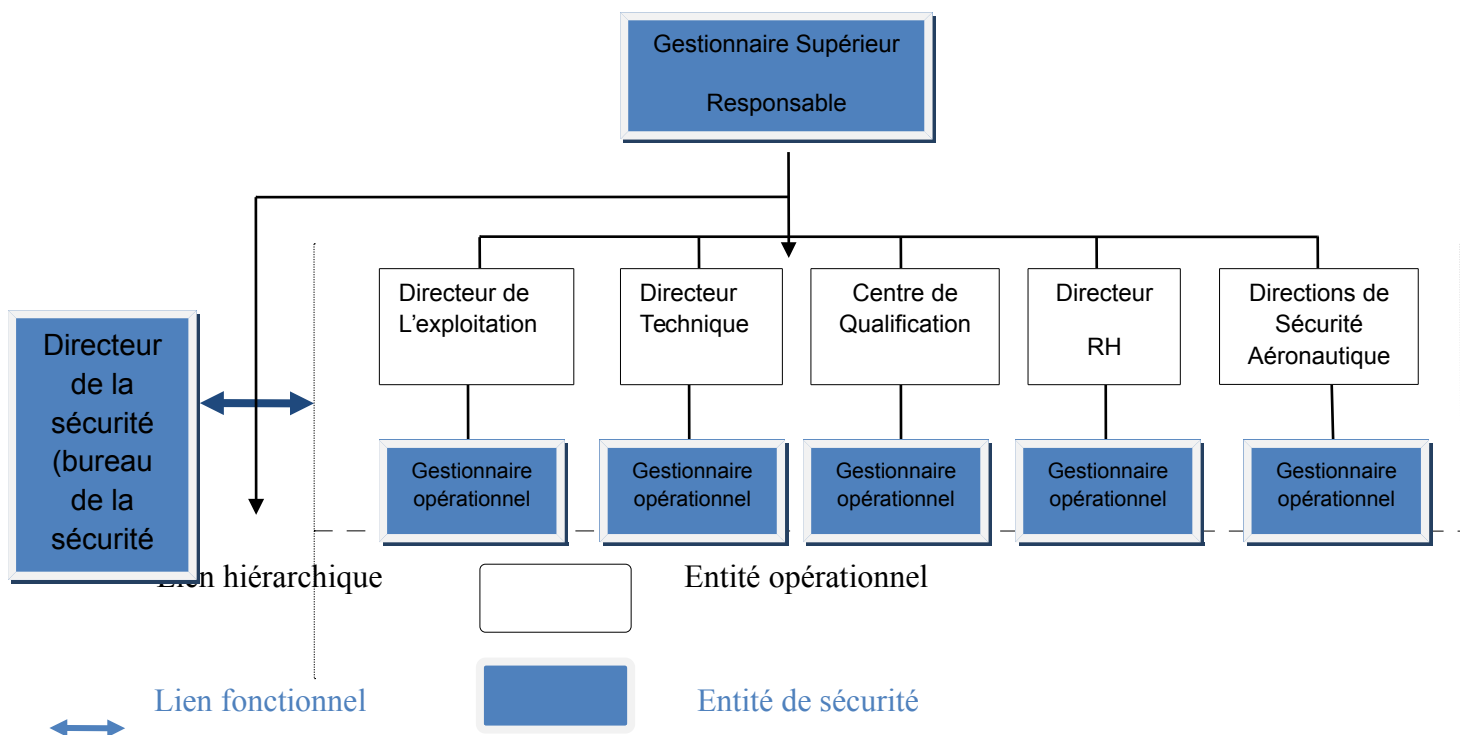 Gestionnaire Supérieur
Responsable
Directeur de
L'exploitation
Directeur
Technique
Centre de
Qualification
Directeur
RH
Directions de
Sécurité
Aéronautique
Directeur
de la
sécurité
(bureau
de la
sécurité
Gestionnaire
opérationnel
Gestionnaire
opérationnel
Gestionnaire
opérationnel
Gestionnaire
opérationnel
Gestionnaire
opérationnel
Lien hiérarchique
Entité opérationnel
Lien fonctionnel
Entité de sécurité